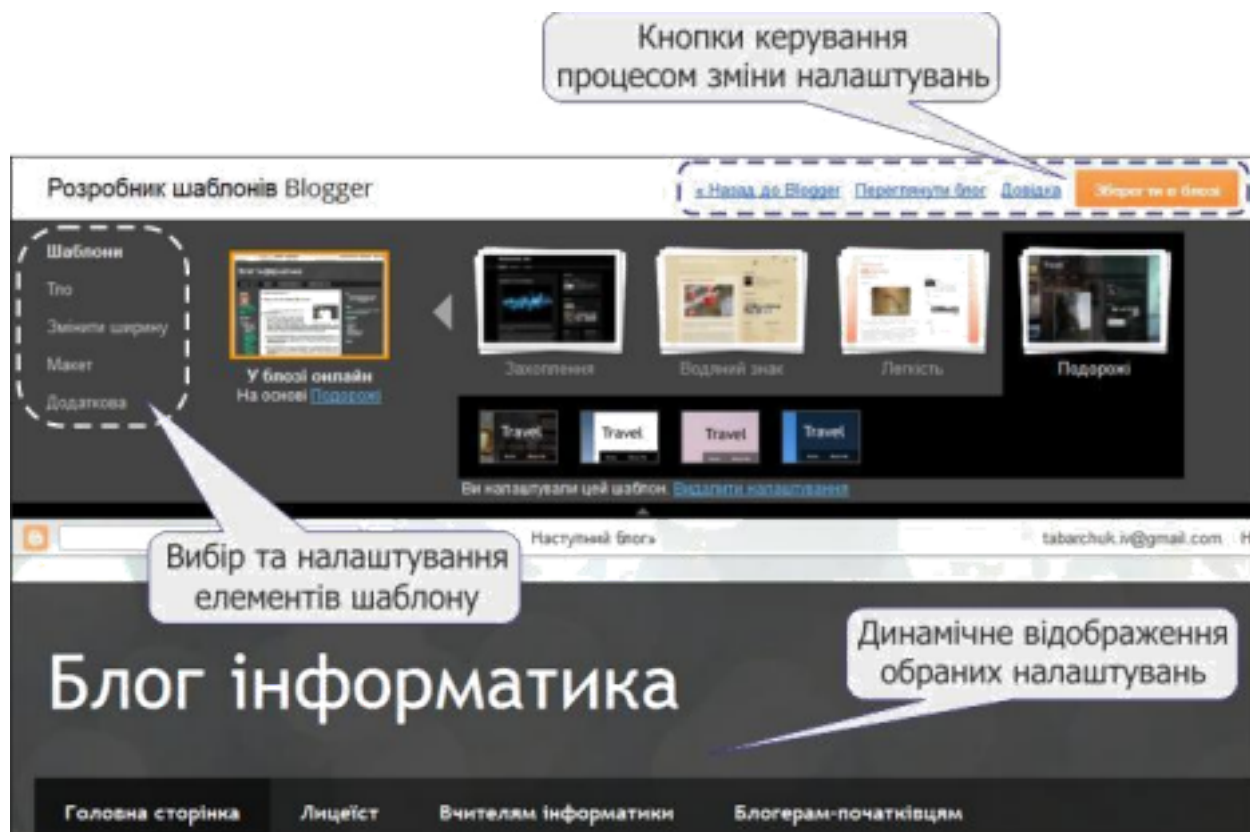 Кнопки керування
процесом зміни налаштувань
Розробник шаблонів Blogger
« Назад до Blogger Переглянути блог Довідка Зберегти в блозі
Шаблони
Тло
Змінити ширину
Макет
Додаткова
У блозі онлайн
На основі Подорожі
Захоплення Водяний знак Легкість Подорожі
Travel Travel Travel Travel
Ви налаштували цей шаблон. Видалити налаштування
Наступний блог» tabarchuk.iv@gmail.com Н
Вибір та налаштування
елементів шаблону
Динамічне відображення
обраних налаштувань
Блог інформатика
Головна сторінка Лицеїст Вчителям інформатики Блогерам-початківцям